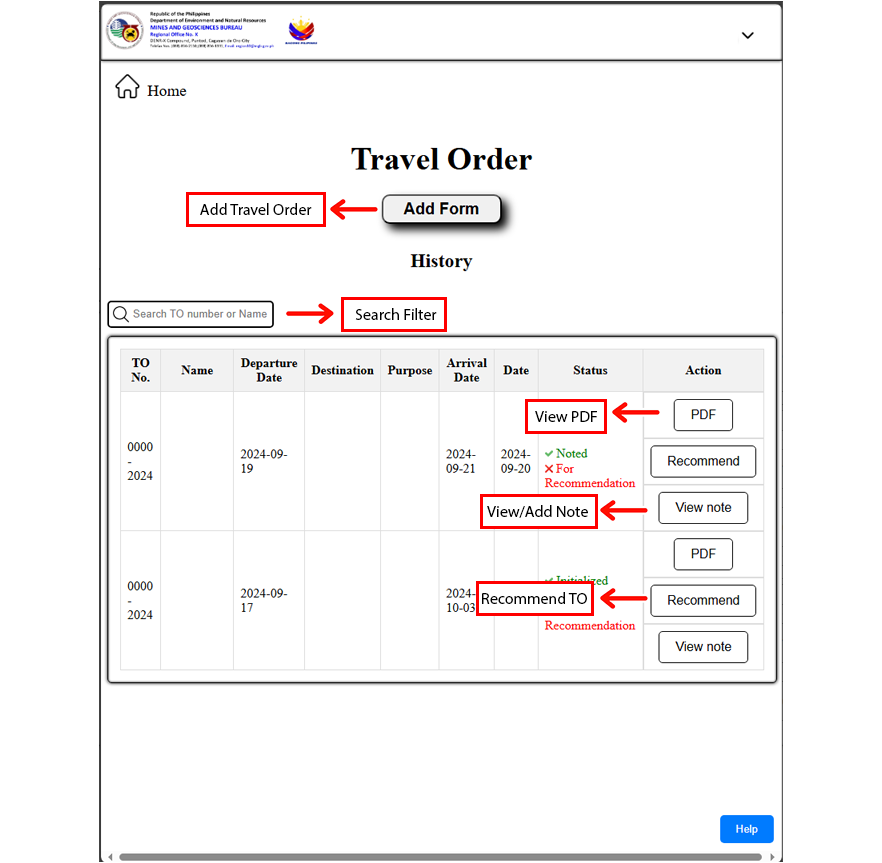 Republic of the Philippines
Department of Environment and Natural Resources
MINES AND GEOSCIENCES BUREAU
Regional Office No. X
DENR-X Compound, Puntod, Cagayan de Oro City
Home
Travel Order
Add Travel Order
Add Form
History
Search TO number or Name
Search Filter
TO No. Name Departure Date Destination Purpose Arrival Date Date Status Action
View PDF
PDF
0000 - 2024
2024-09-19
2024-09-21
2024-09-20
Noted
For Recommendation
Recommend
View/Add Note
View note
PDF
0000 - 2024
2024-09-17
2024-10-03
Initialized
Recommend TO
Recommendation
Recommend
View note
Help